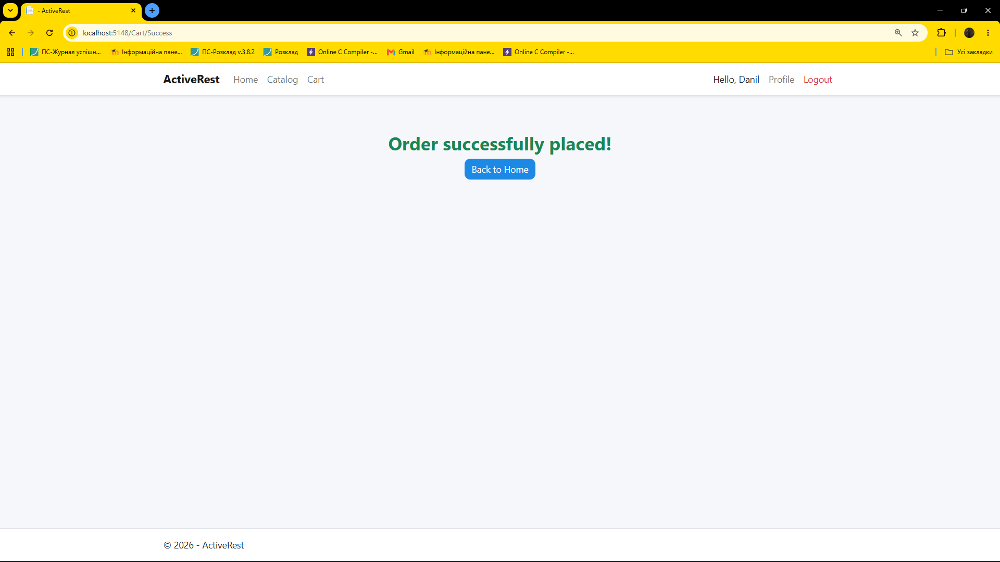 - ActiveRest
localhost:5148/Cart/Success
ПС-Журнал успішн... Інформаційна пане... ПС-Розклад v.3.8.2 Розклад Online C Compiler -... Gmail Інформаційна пане... Online C Compiler -... Усі закладки
ActiveRest Home Catalog Cart Hello, Danil Profile Logout
Order successfully placed!
Back to Home
© 2026 - ActiveRest